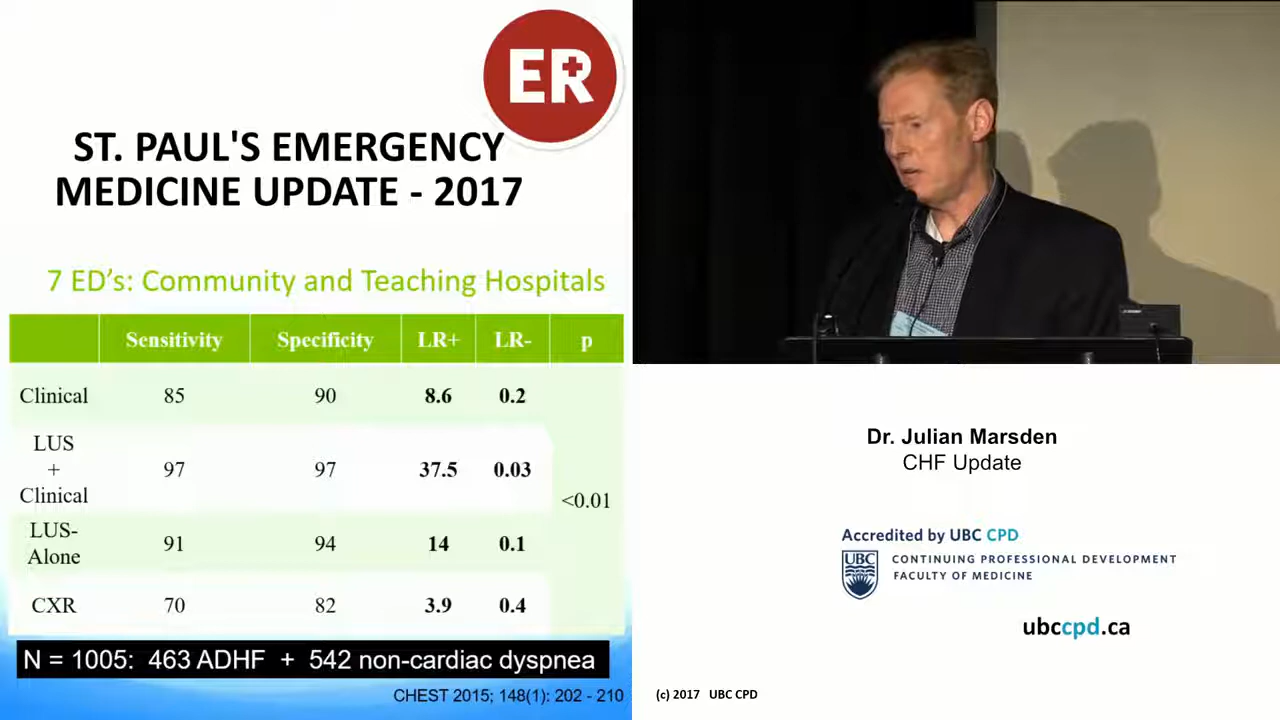 ER
ST. PAUL'S EMERGENCY
MEDICINE UPDATE - 2017
7 ED's: Community and Teaching Hospitals
Sensitivity Specificity LR+ LR- p
Clinical 85 90 8.6 0.2
LUS
+
Clinical
97 97 37.5 0.03
<0.01
LUS-
Alone
91 94 14 0.1
CXR 70 82 3.9 0.4
N = 1005: 463 ADHF + 542 non-cardiac dyspnea
CHEST 2015; 148(1): 202 - 210
Dr. Julian Marsden
CHF Update
Accredited by UBC CPD
UBC
CONTINUING PROFESSIONAL DEVELOPMENT
FACULTY OF MEDICINE
ubccpd.ca
(c) 2017 UBC CPD